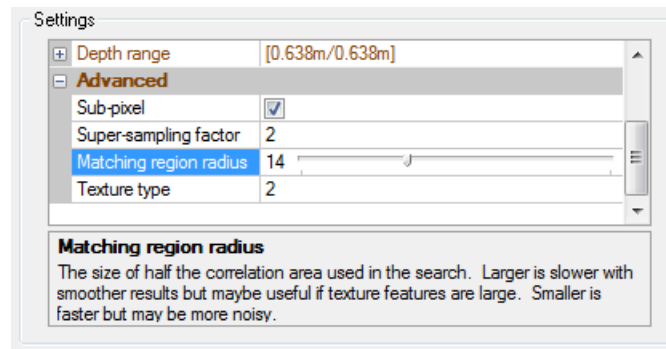 Settings
Depth range [0.638m/0.638m]
Advanced
Sub-pixel
Super-sampling factor 2
Matching region radius 14
Texture type 2
Matching region radius
The size of half the correlation area used in the search. Larger is slower with
smoother results but maybe useful if texture features are large. Smaller is
faster but may be more noisy.